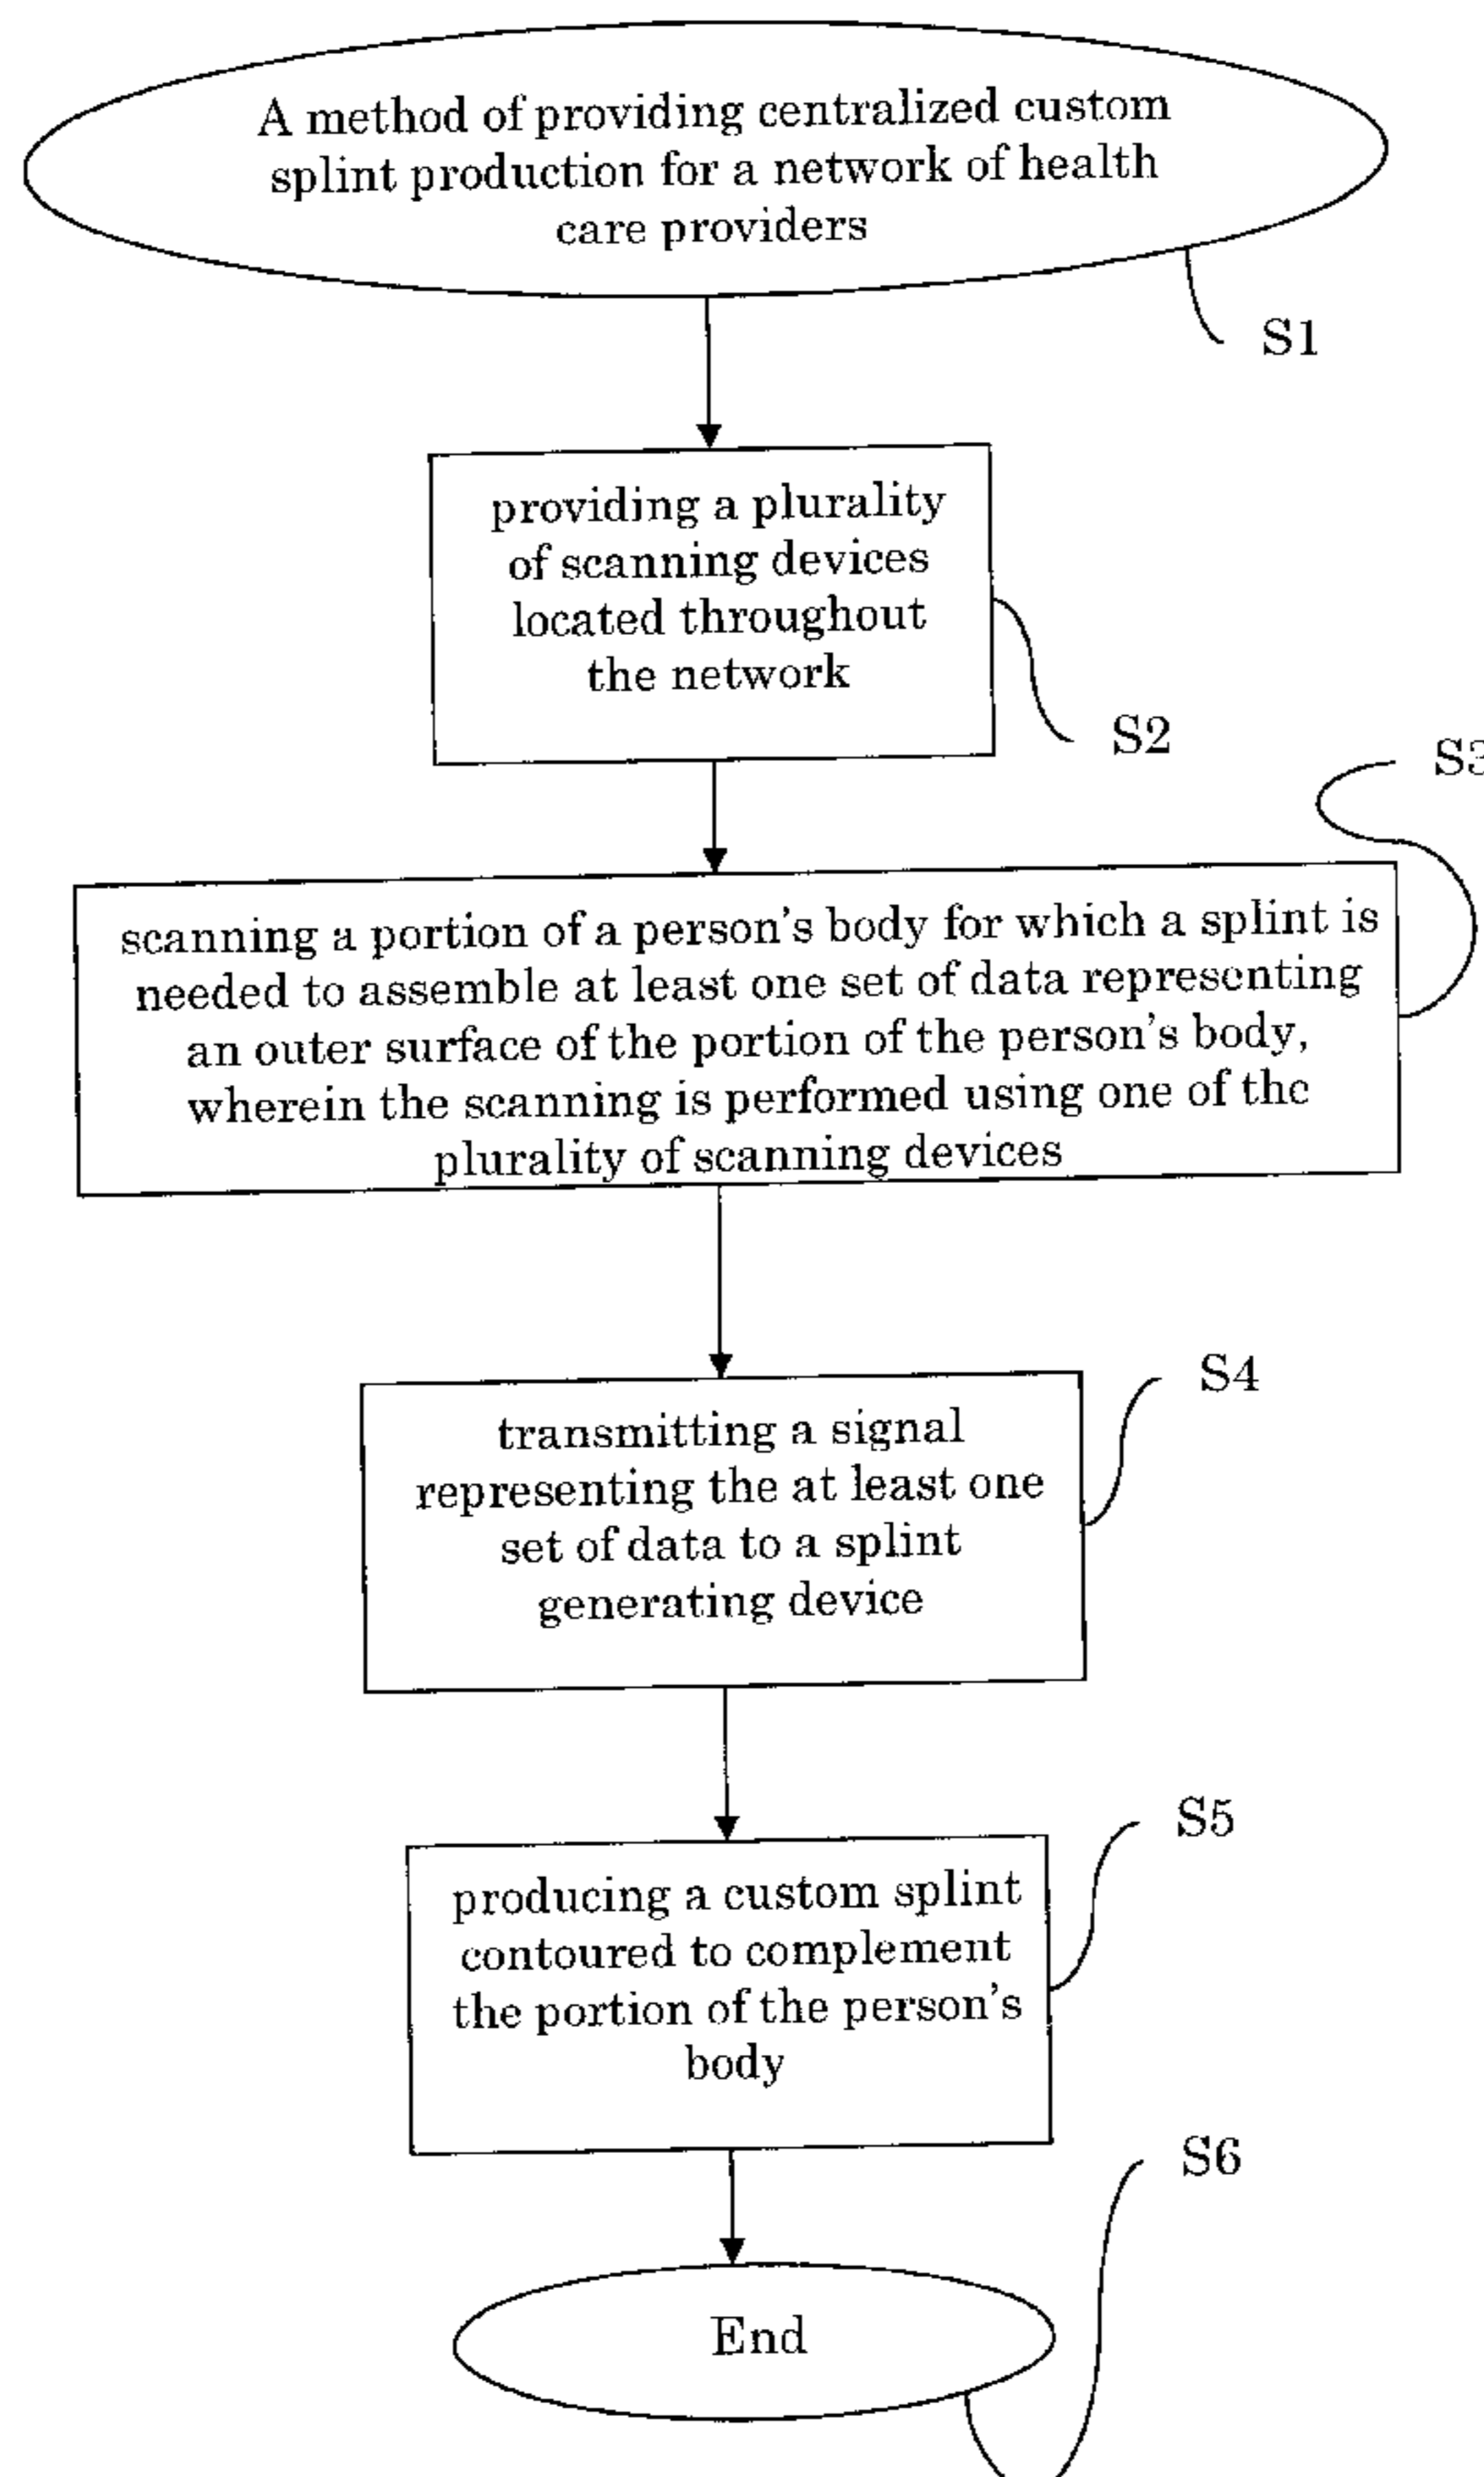 A method of providing centralized custom
splint production for a network of health
care providers
S1
providing a plurality
of scanning devices
located throughout
the network
S2
S3
scanning a portion of a person's body for which a splint is
needed to assemble at least one set of data representing
an outer surface of the portion of the person's body,
wherein the scanning is performed using one of the
plurality of scanning devices
S4
transmitting a signal
representing the at least one
set of data to a splint
generating device
S5
producing a custom splint
contoured to complement
the portion of the person's
body
S6
End